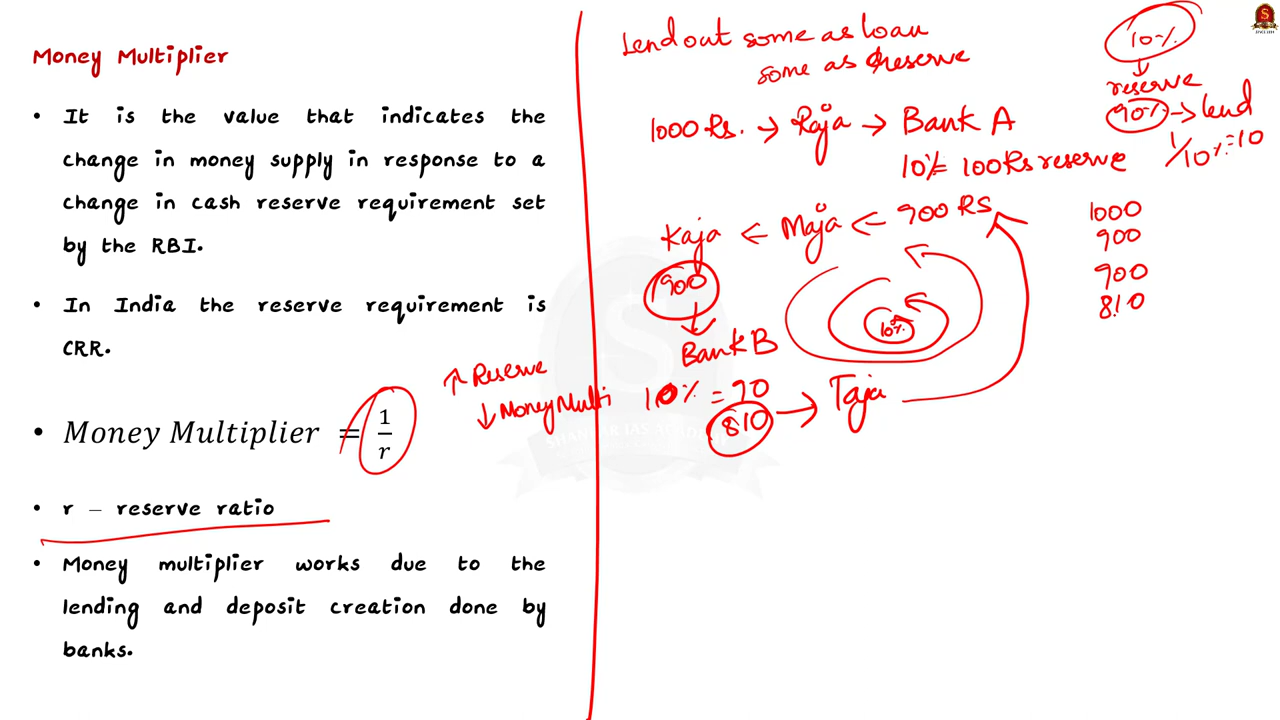 Money Multiplier
• It is the value that indicates the
change in money supply in response to a
change in cash reserve requirement set
by the RBI.
• In India the reserve requirement is
CRR.
• Money Multiplier = 1/r
• r – reserve ratio
• Money multiplier works due to the
lending and deposit creation done by
banks.
↑ Reserve
↓ Money Multi
Lend out some as loan
some as reserve
1000 Rs. → Raja → Bank A
10% = 100Rs reserve
Kaja ← Maja ← 900 RS
900
↓
Bank B
10% = 90
810 → Taja
10%
10%
↓
reserve
90% → lend
1/10% = 10
1000
900
900
810
SHANKAR IAS ACADEMY